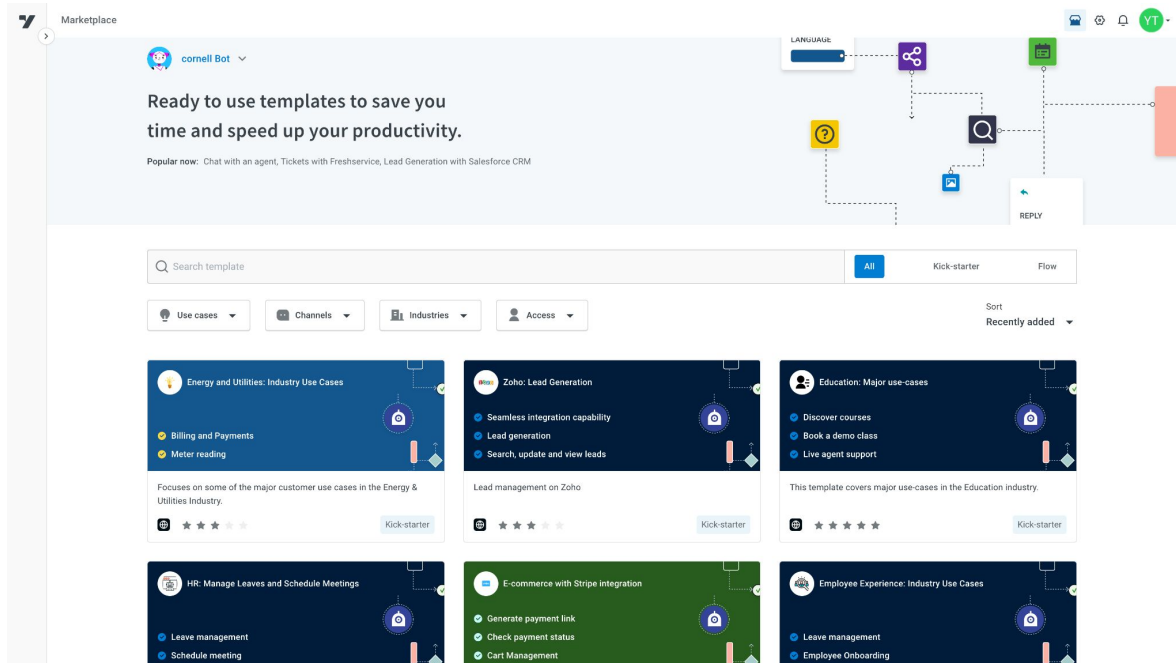 Marketplace
YT
cornell Bot
LANGUAGE
Ready to use templates to save you
time and speed up your productivity.
Popular now: Chat with an agent, Tickets with Freshservice, Lead Generation with Salesforce CRM
REPLY
Search template
All
Kick-starter
Flow
Use cases
Channels
Industries
Access
Sort
Recently added
Energy and Utilities: Industry Use Cases
Billing and Payments
Meter reading
Focuses on some of the major customer use cases in the Energy &
Utilities Industry.
Kick-starter
Zoho: Lead Generation
Seamless integration capability
Lead generation
Search, update and view leads
Lead management on Zoho
Kick-starter
Education: Major use-cases
Discover courses
Book a demo class
Live agent support
This template covers major use-cases in the Education industry.
Kick-starter
HR: Manage Leaves and Schedule Meetings
Leave management
Schedule meeting
E-commerce with Stripe integration
Generate payment link
Check payment status
Cart Management
Employee Experience: Industry Use Cases
Leave management
Employee Onboarding